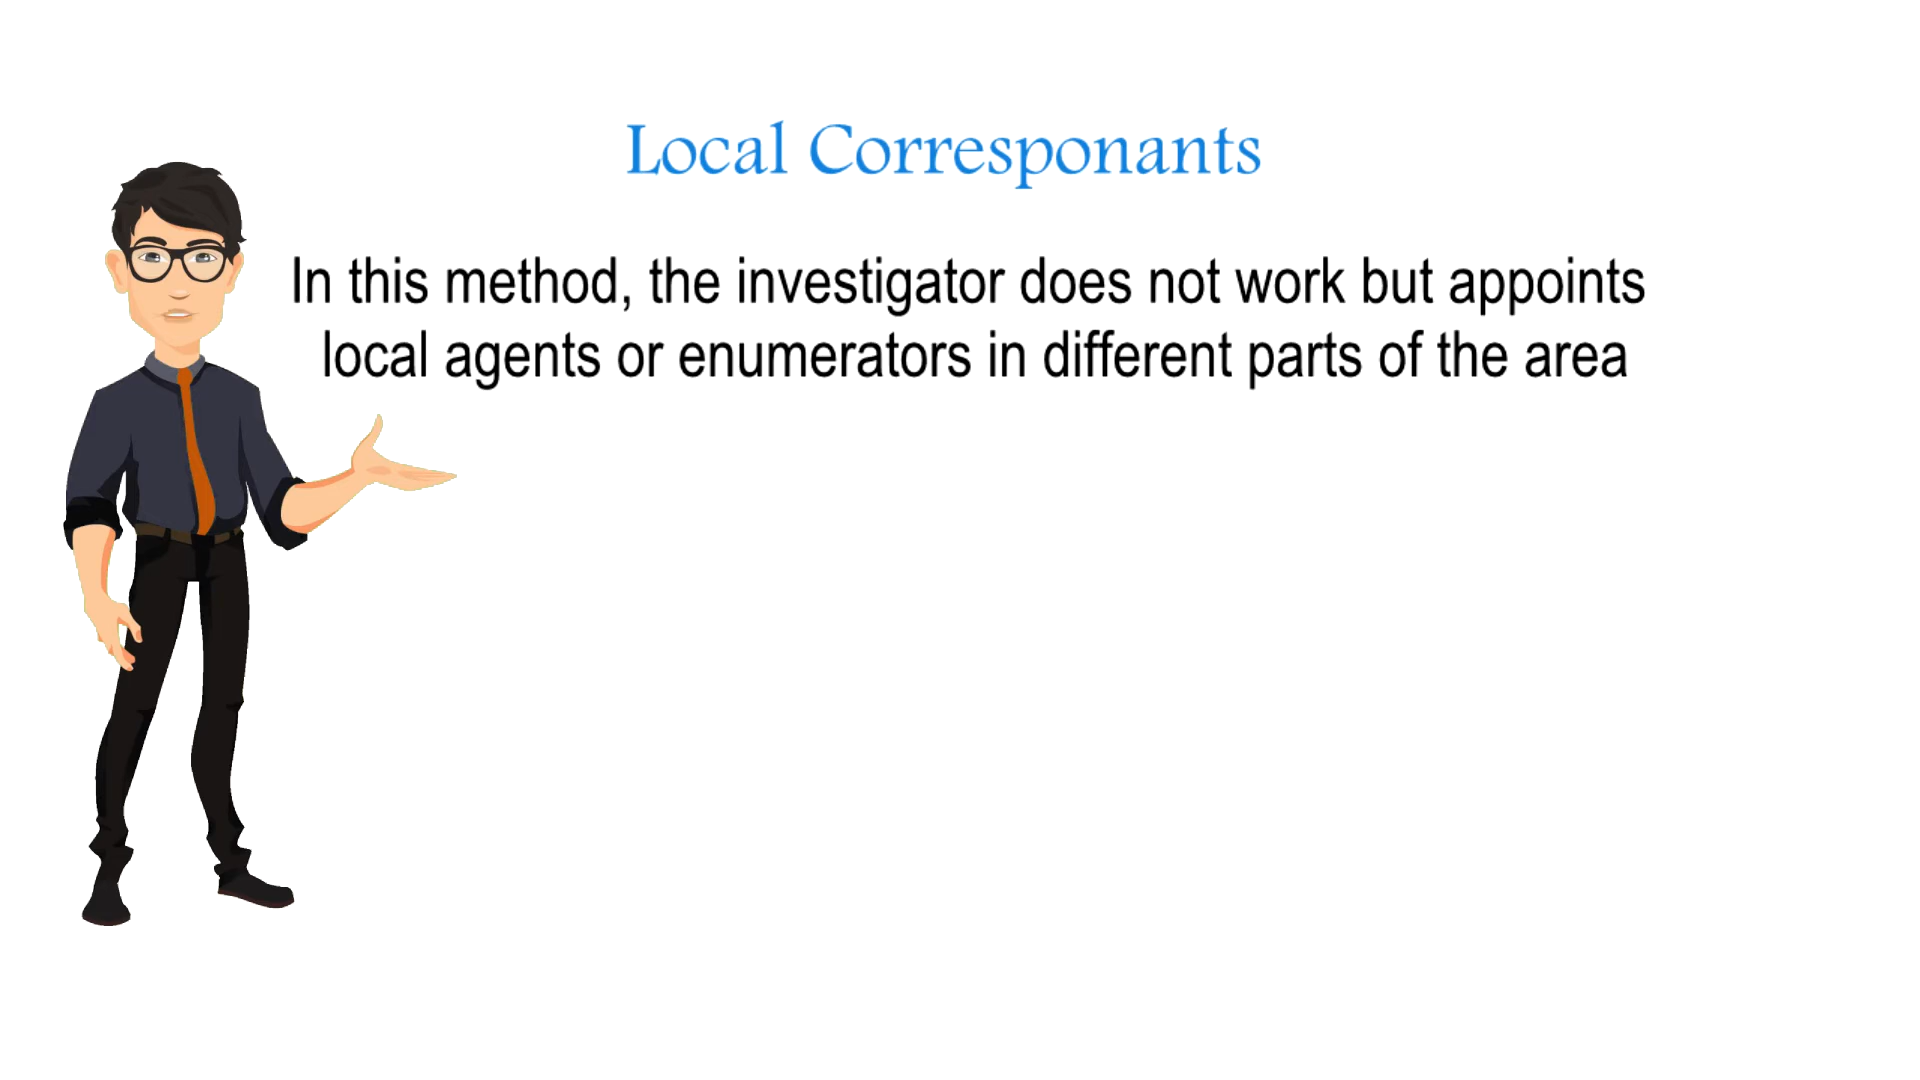 Local Corresponants
In this method, the investigator does not work but appoints
local agents or enumerators in different parts of the area